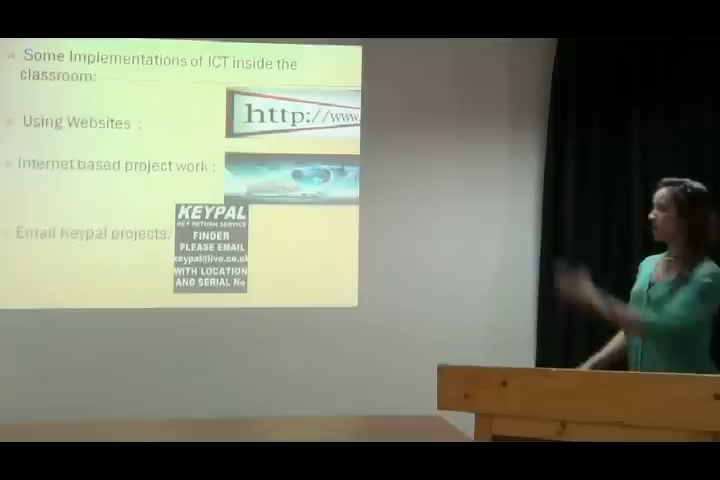 Some Implementations of ICT inside the
classroom:
Using Websites :
http://www.
Internet based project work :
Email Keypal projects.
KEYPAL
KEY RETURN SERVICE
FINDER
PLEASE EMAIL
keypal@live.co.uk
WITH LOCATION
AND SERIAL No